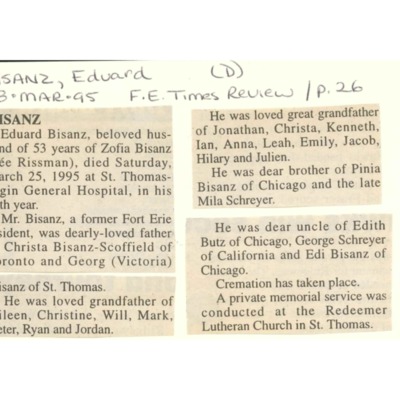 ISANZ, Eduard (D)
8·MAR·95 F.E. Times Review / p. 26
ISANZ
Eduard Bisanz, beloved hus-
nd of 53 years of Zofia Bisanz
ée Rissman), died Saturday,
arch 25, 1995 at St. Thomas-
gin General Hospital, in his
th year.
Mr. Bisanz, a former Fort Erie
sident, was dearly-loved father
Christa Bisanz-Scoffield of
oronto and Georg (Victoria)
isanz of St. Thomas.
He was loved grandfather of
ileen, Christine, Will, Mark,
eter, Ryan and Jordan.
He was loved great grandfather
of Jonathan, Christa, Kenneth,
Ian, Anna, Leah, Emily, Jacob,
Hilary and Julien.
He was dear brother of Pinia
Bisanz of Chicago and the late
Mila Schreyer.
He was dear uncle of Edith
Butz of Chicago, George Schreyer
of California and Edi Bisanz of
Chicago.
Cremation has taken place.
A private memorial service was
conducted at the Redeemer
Lutheran Church in St. Thomas.